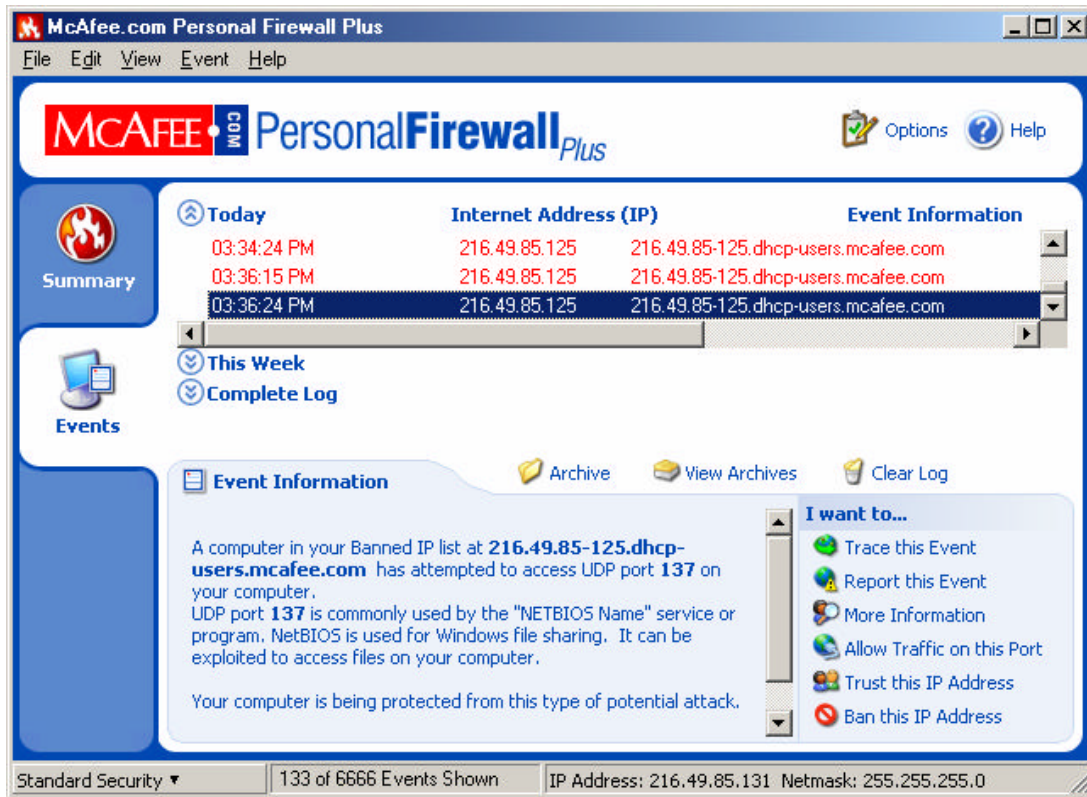 McAfee.com Personal Firewall Plus
File Edit View Event Help
McAFEE.COM PersonalFirewall Plus
Options Help
Summary
Events
Today Internet Address (IP) Event Information
03:34:24 PM 216.49.85.125 216.49.85-125.dhcp-users.mcafee.com
03:36:15 PM 216.49.85.125 216.49.85-125.dhcp-users.mcafee.com
03:36:24 PM 216.49.85.125 216.49.85-125.dhcp-users.mcafee.com
This Week
Complete Log
Event Information
Archive View Archives Clear Log
A computer in your Banned IP list at 216.49.85-125.dhcp-
users.mcafee.com has attempted to access UDP port 137 on
your computer.
UDP port 137 is commonly used by the "NETBIOS Name" service or
program. NetBIOS is used for Windows file sharing. It can be
exploited to access files on your computer.
Your computer is being protected from this type of potential attack.
I want to...
Trace this Event
Report this Event
More Information
Allow Traffic on this Port
Trust this IP Address
Ban this IP Address
Standard Security 133 of 6666 Events Shown IP Address: 216.49.85.131 Netmask: 255.255.255.0